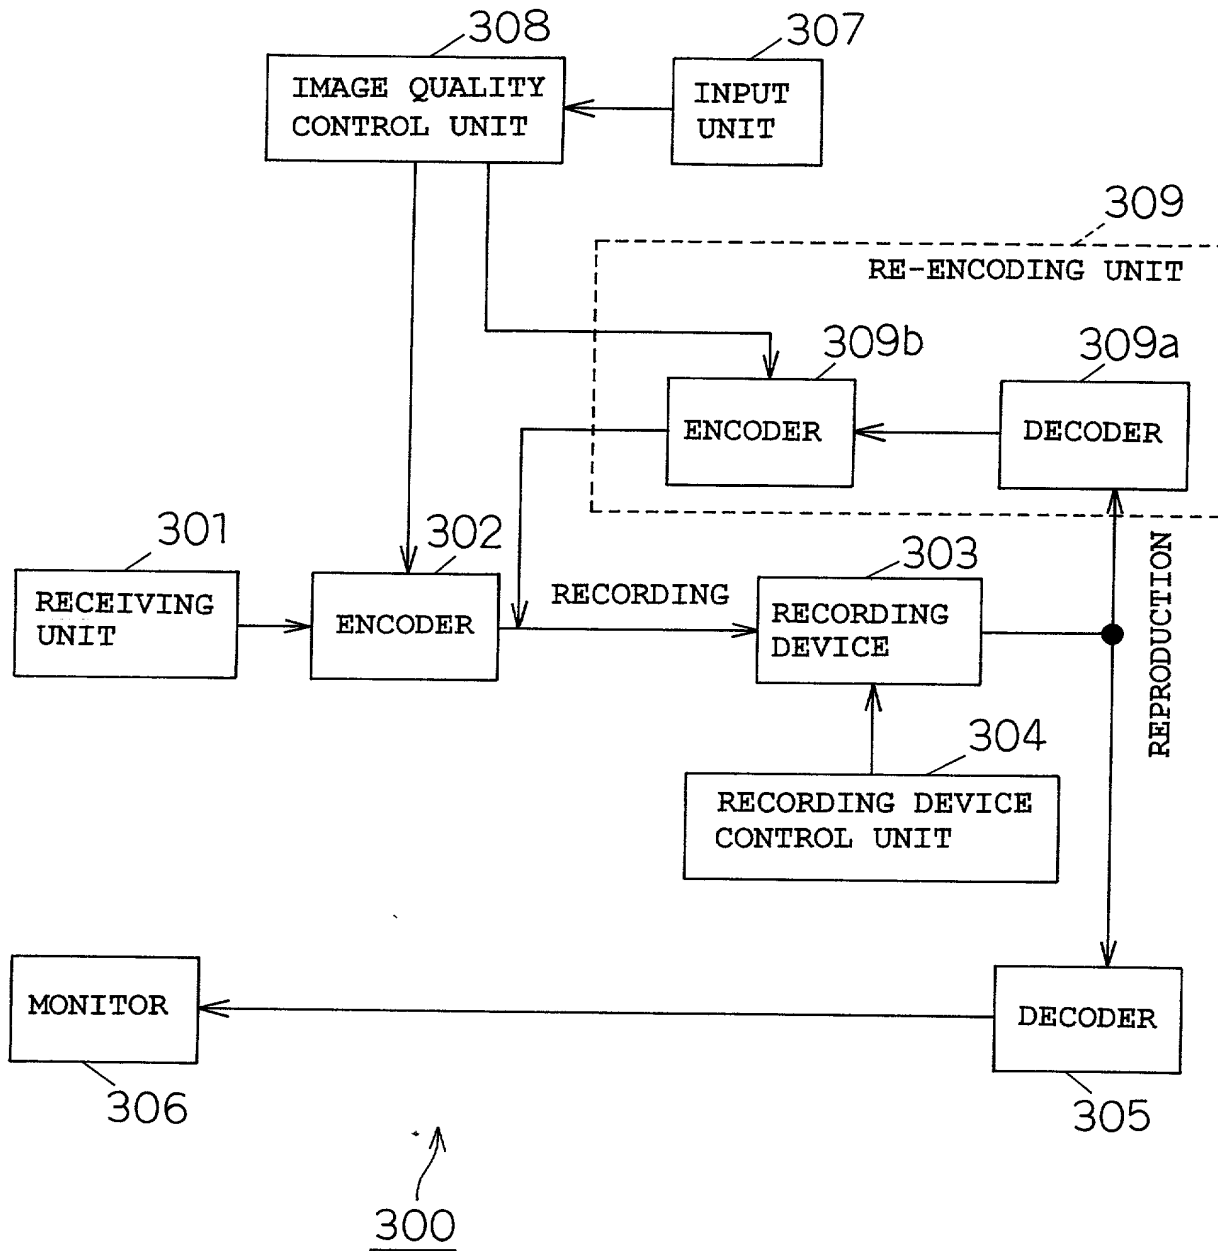 308
307
IMAGE QUALITY
CONTROL UNIT
INPUT
UNIT
309
RE-ENCODING UNIT
309b
309a
ENCODER
DECODER
301
302
303
RECEIVING
UNIT
ENCODER
RECORDING
RECORDING
DEVICE
REPRODUCTION
304
RECORDING DEVICE
CONTROL UNIT
MONITOR
DECODER
306
305
300